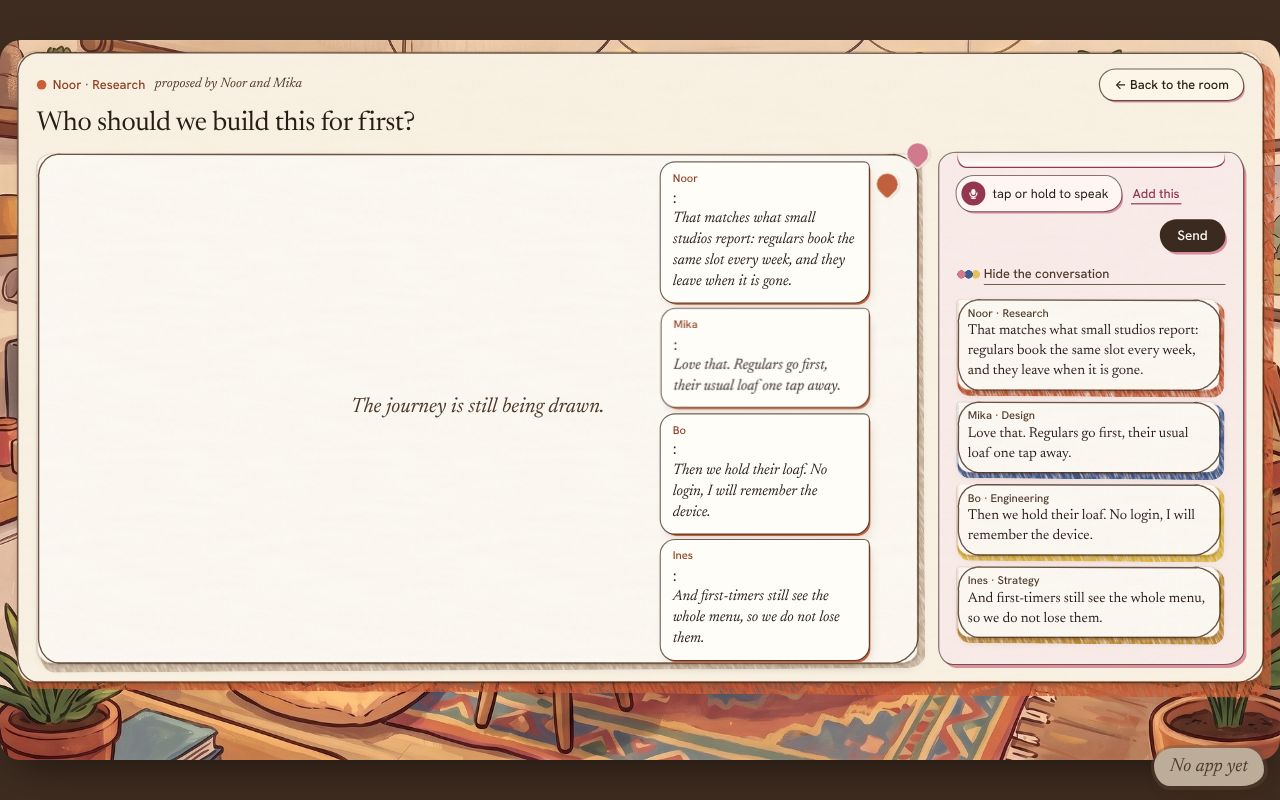 Noor · Research proposed by Noor and Mika
← Back to the room
Who should we build this for first?
The journey is still being drawn.
Noor
:
That matches what small
studios report: regulars book the
same slot every week, and they
leave when it is gone.
Mika
:
Love that. Regulars go first,
their usual loaf one tap away.
Bo
:
Then we hold their loaf. No
login, I will remember the
device.
Ines
:
And first-timers still see the
whole menu, so we do not lose
them.
tap or hold to speak
Add this
Send
Hide the conversation
Noor · Research
That matches what small studios report:
regulars book the same slot every week,
and they leave when it is gone.
Mika · Design
Love that. Regulars go first, their usual
loaf one tap away.
Bo · Engineering
Then we hold their loaf. No login, I will
remember the device.
Ines · Strategy
And first-timers still see the whole menu,
so we do not lose them.
No app yet